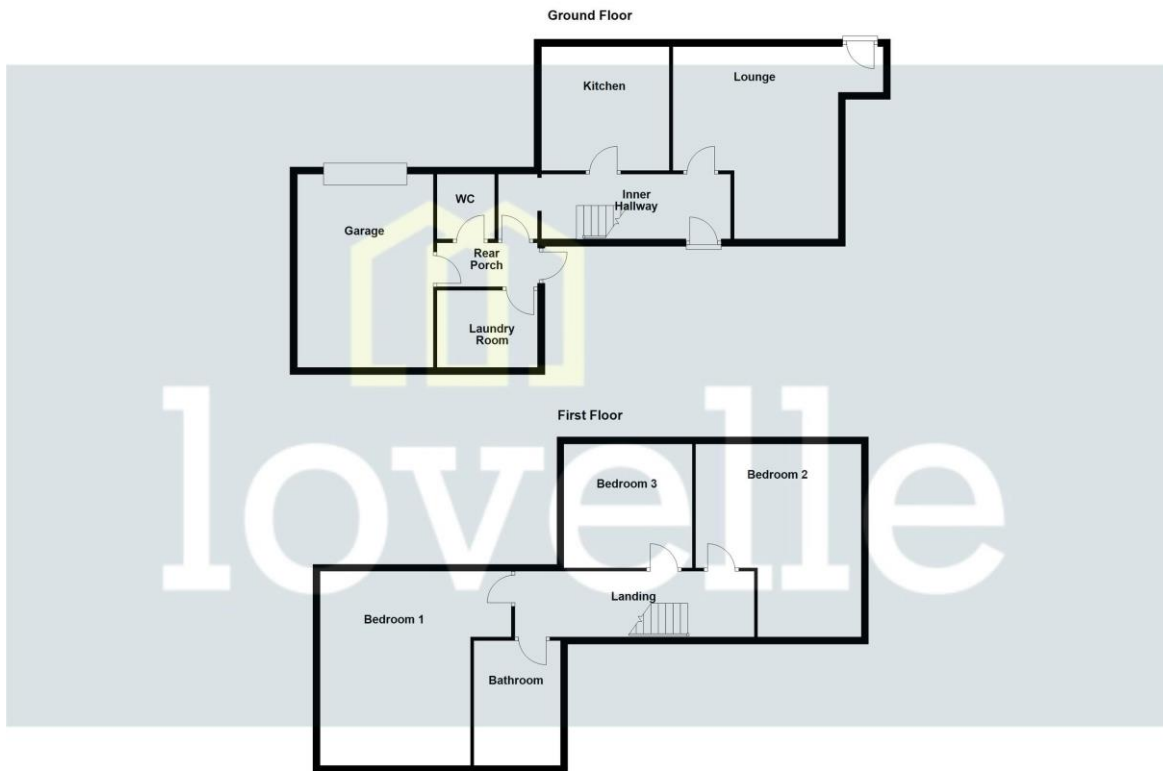 Ground Floor
Kitchen
Lounge
WC
Inner
Hallway
Garage
Rear
Porch
Laundry
Room
First Floor
lovelle
Bedroom 3
Bedroom 2
Landing
Bedroom 1
Bathroom